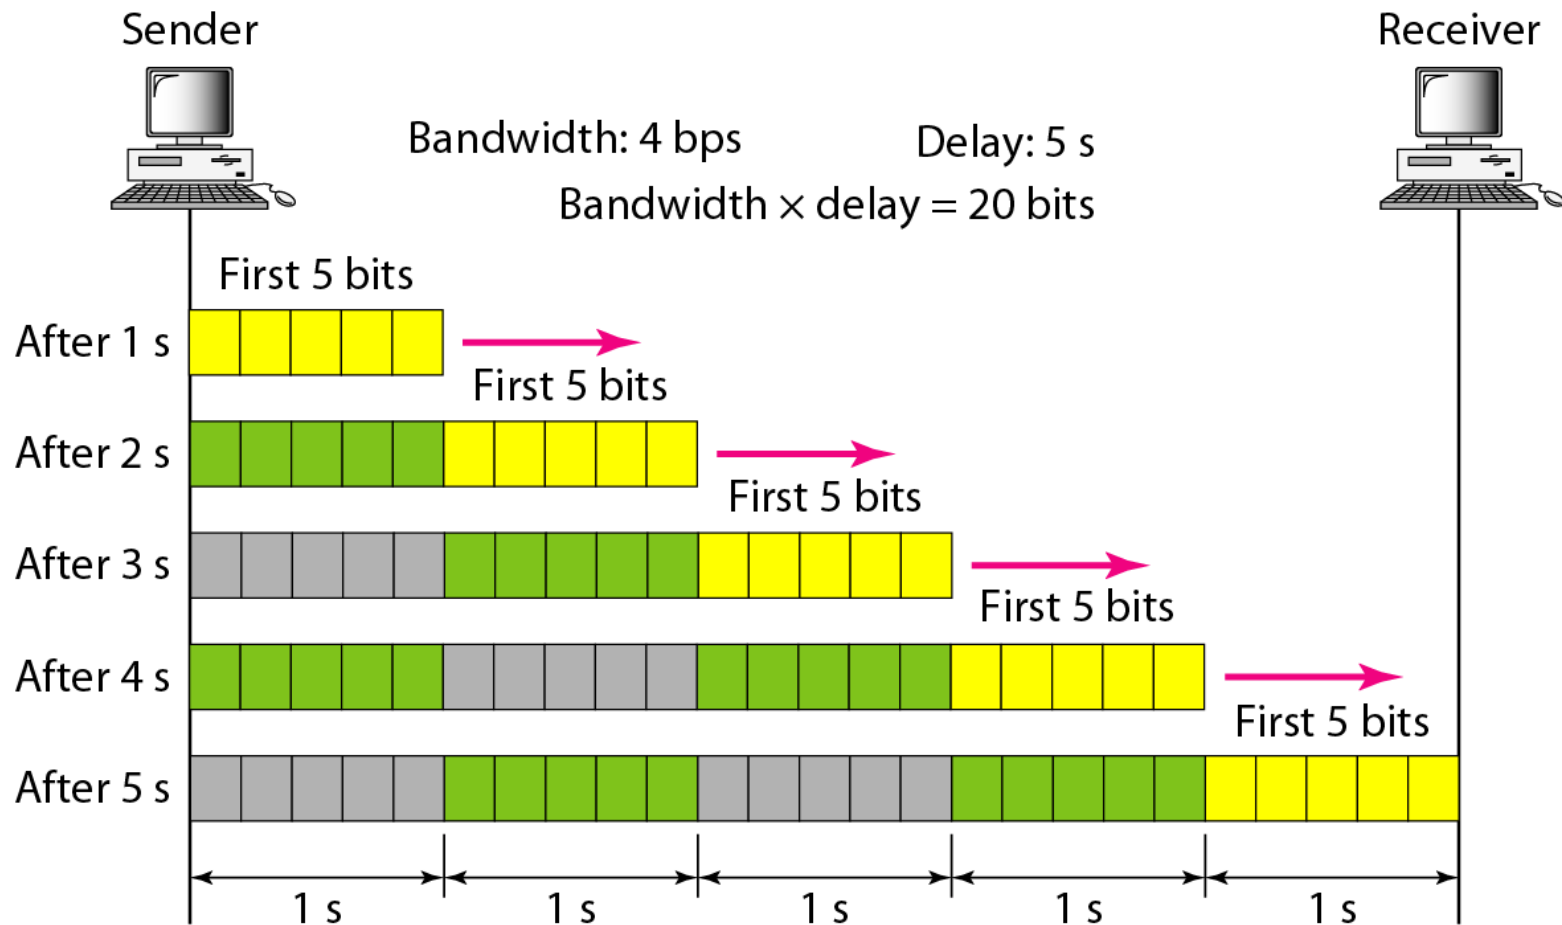 Sender
Receiver
Bandwidth: 4 bps
Delay: 5 s
Bandwidth × delay = 20 bits
First 5 bits
After 1 s
First 5 bits
After 2 s
First 5 bits
After 3 s
First 5 bits
After 4 s
First 5 bits
After 5 s
1 s
1 s
1 s
1 s
1 s